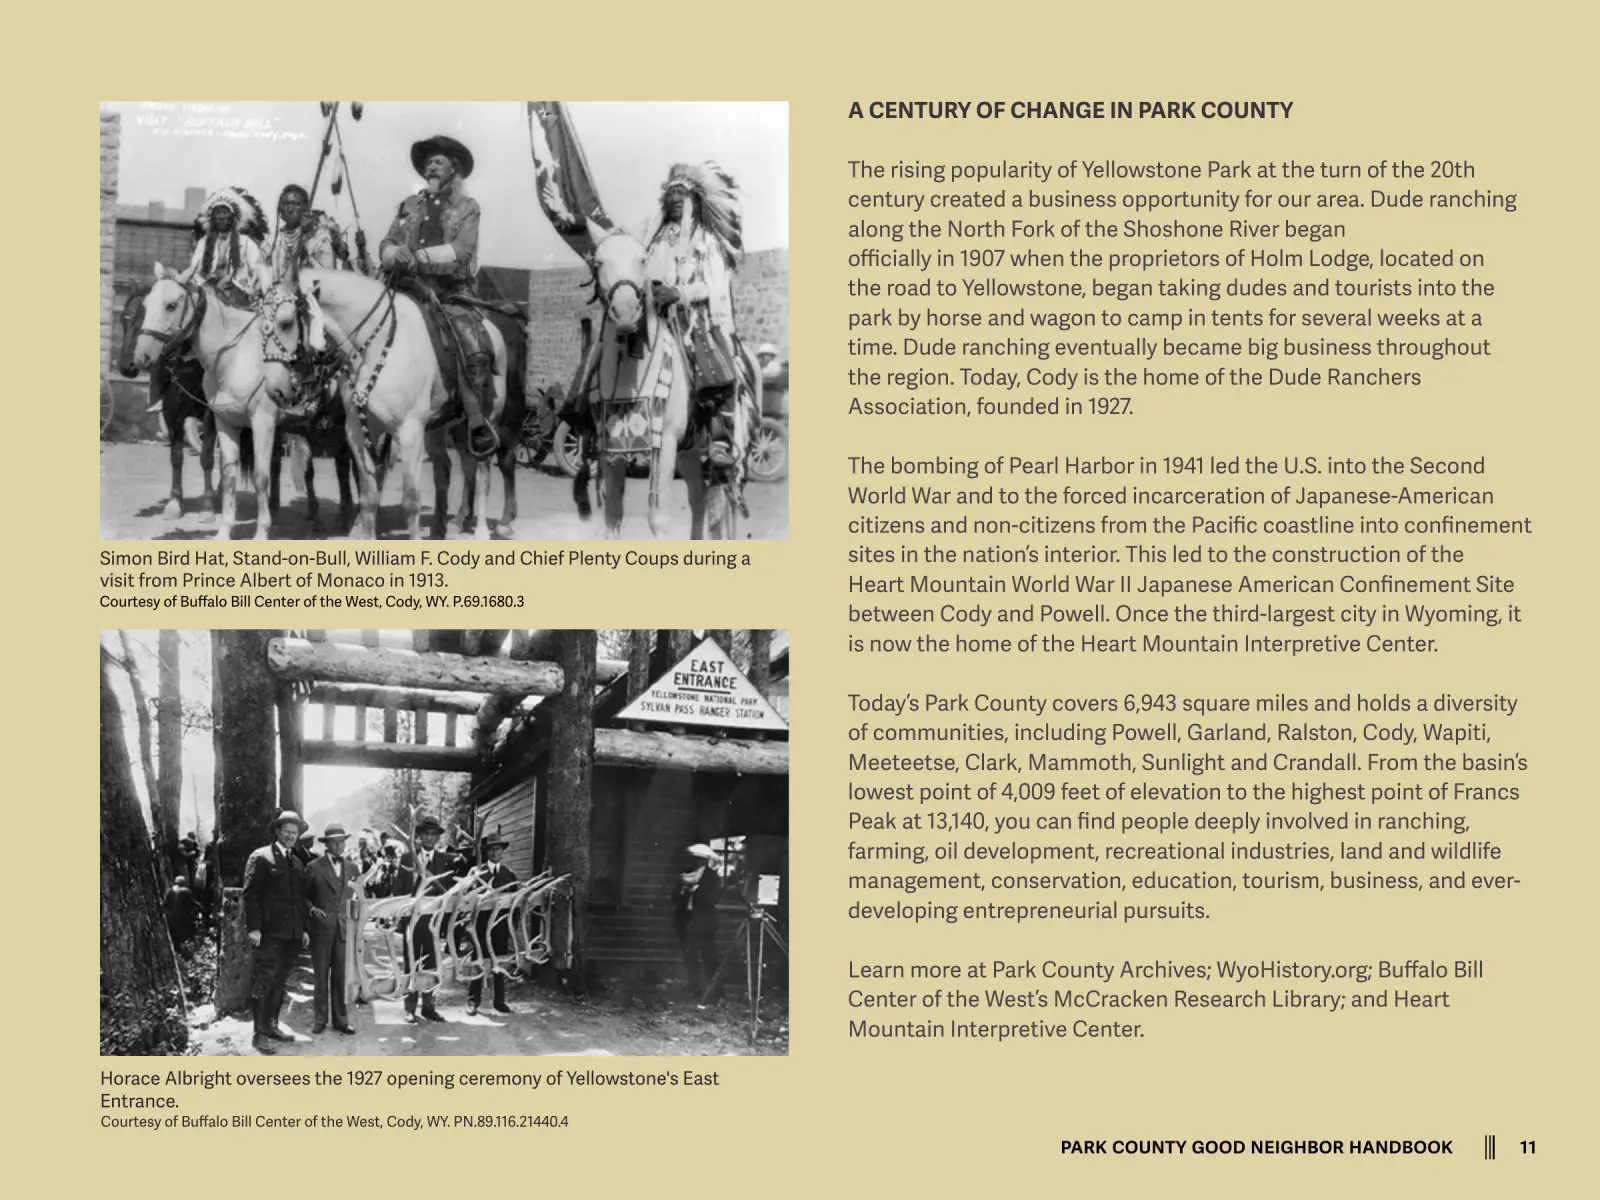 VISIT "BUFFALO BILL"
Simon Bird Hat, Stand-on-Bull, William F. Cody and Chief Plenty Coups during a
visit from Prince Albert of Monaco in 1913.
Courtesy of Buffalo Bill Center of the West, Cody, WY. P.69.1680.3
EAST
ENTRANCE
YELLOWSTONE NATIONAL PARK
SYLVAN PASS RANGER STATION
Horace Albright oversees the 1927 opening ceremony of Yellowstone's East
Entrance.
Courtesy of Buffalo Bill Center of the West, Cody, WY. PN.89.116.21440.4
A CENTURY OF CHANGE IN PARK COUNTY
The rising popularity of Yellowstone Park at the turn of the 20th
century created a business opportunity for our area. Dude ranching
along the North Fork of the Shoshone River began
officially in 1907 when the proprietors of Holm Lodge, located on
the road to Yellowstone, began taking dudes and tourists into the
park by horse and wagon to camp in tents for several weeks at a
time. Dude ranching eventually became big business throughout
the region. Today, Cody is the home of the Dude Ranchers
Association, founded in 1927.
The bombing of Pearl Harbor in 1941 led the U.S. into the Second
World War and to the forced incarceration of Japanese-American
citizens and non-citizens from the Pacific coastline into confinement
sites in the nation’s interior. This led to the construction of the
Heart Mountain World War II Japanese American Confinement Site
between Cody and Powell. Once the third-largest city in Wyoming, it
is now the home of the Heart Mountain Interpretive Center.
Today’s Park County covers 6,943 square miles and holds a diversity
of communities, including Powell, Garland, Ralston, Cody, Wapiti,
Meeteetse, Clark, Mammoth, Sunlight and Crandall. From the basin’s
lowest point of 4,009 feet of elevation to the highest point of Francs
Peak at 13,140, you can find people deeply involved in ranching,
farming, oil development, recreational industries, land and wildlife
management, conservation, education, tourism, business, and ever-
developing entrepreneurial pursuits.
Learn more at Park County Archives; WyoHistory.org; Buffalo Bill
Center of the West’s McCracken Research Library; and Heart
Mountain Interpretive Center.
PARK COUNTY GOOD NEIGHBOR HANDBOOK 11